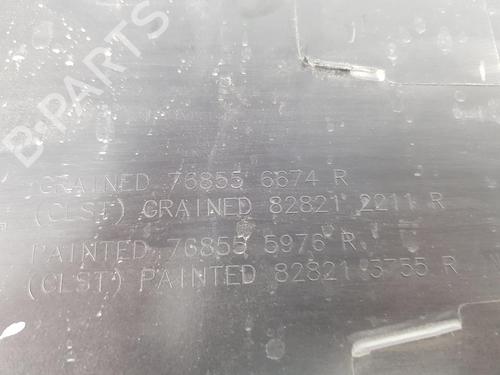 B-PARTS
GRAINED 76855 6674 R
(CLST) GRAINED 82821 2211 R
PAINTED 76855 5976 R
(CLST) PAINTED 82821 3755 R